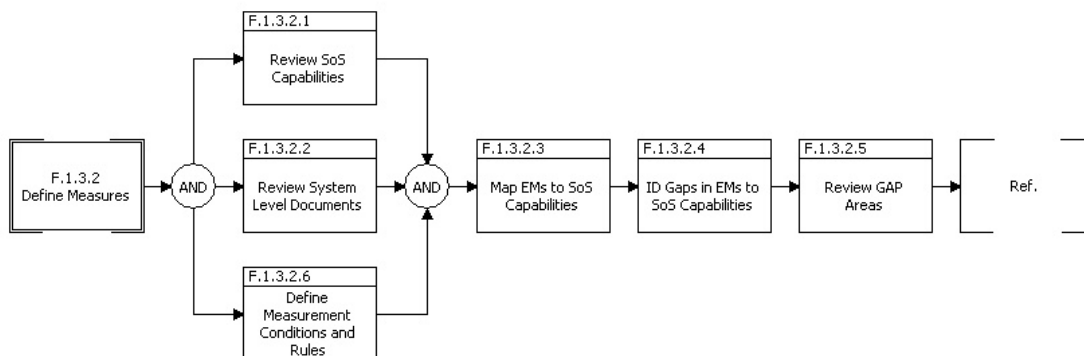 F.1.3.2.1
Review SoS
Capabilities
F.1.3.2
Define Measures
AND
F.1.3.2.2
Review System
Level Documents
AND
F.1.3.2.3
Map EMs to SoS
Capabilities
F.1.3.2.4
ID Gaps in EMs to
SoS Capabilities
F.1.3.2.5
Review GAP
Areas
Ref.
F.1.3.2.6
Define
Measurement
Conditions and
Rules